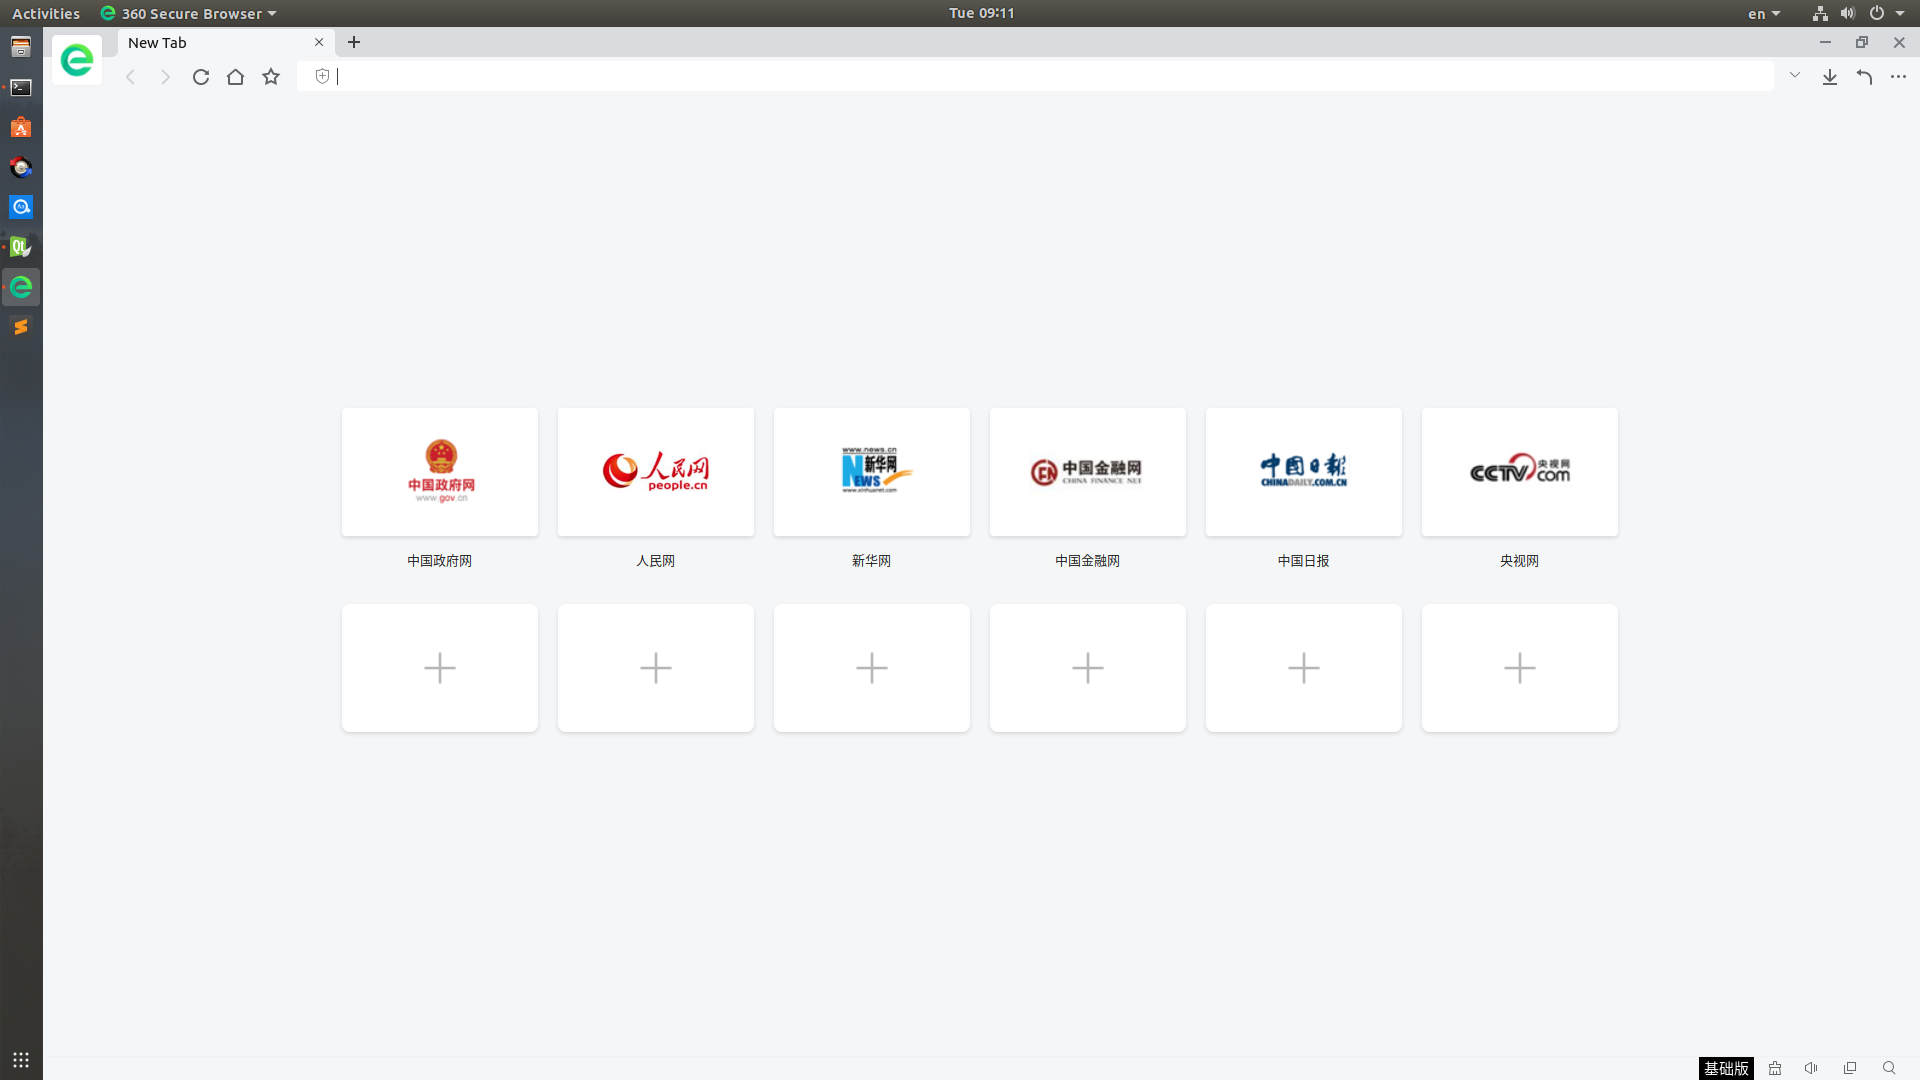 Activities
360 Secure Browser
Tue 09:11
en
New Tab
中国政府网
www.gov.cn
人民网
people.cn
www.news.cn
新华网
NEWS
www.xinhuanet.com
中国金融网
CHINA FINANCE NET
中国日报
CHINADAILY.COM.CN
CCTV 央视网
com
中国政府网
人民网
新华网
中国金融网
中国日报
央视网
基础版